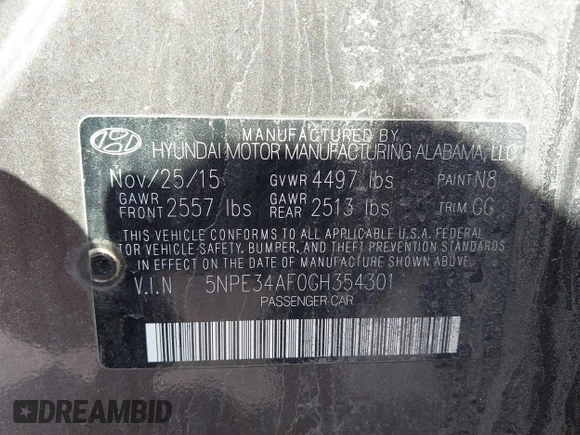 MANUFACTURED BY
HYUNDAI MOTOR MANUFACTURING ALABAMA, LLC
Nov/25/15 GVWR 4497 lbs PAINT N8
GAWR FRONT 2557 lbs GAWR REAR 2513 lbs TRIM GG
THIS VEHICLE CONFORMS TO ALL APPLICABLE U.S.A. FEDERAL
MOTOR VEHICLE SAFETY, BUMPER, AND THEFT PREVENTION STANDARDS
IN EFFECT ON THE DATE OF MANUFACTURE SHOWN ABOVE.
V.I.N 5NPE34AF0GH354301
PASSENGER CAR
DREAMBID